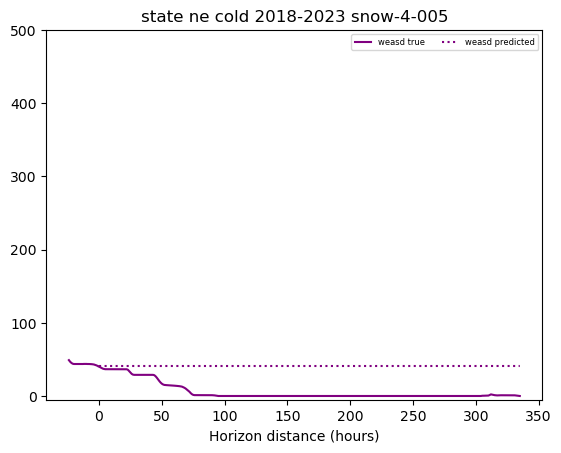 state ne cold 2018-2023 snow-4-005
weasd true weasd predicted
500
400
300
200
100
0
0 50 100 150 200 250 300 350
Horizon distance (hours)